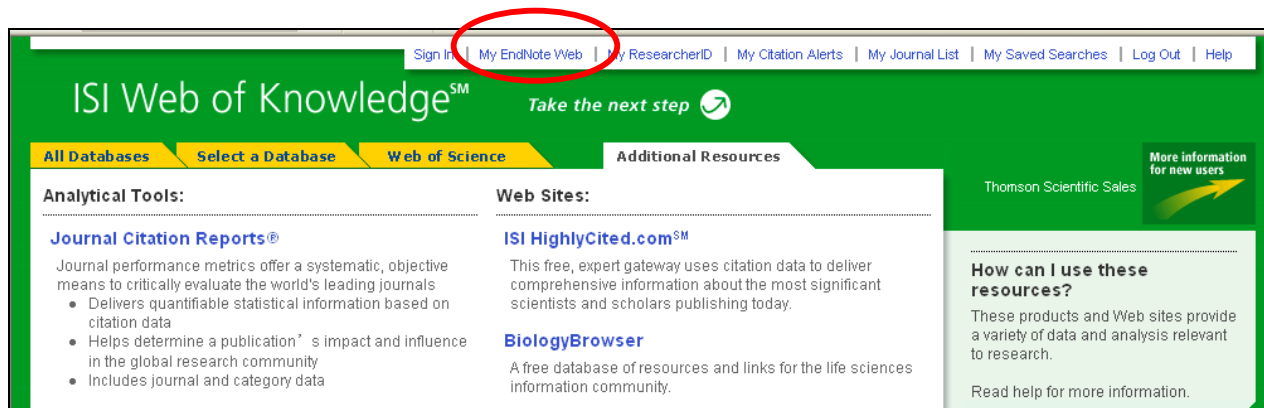 Sign In | My EndNote Web | My ResearcherID | My Citation Alerts | My Journal List | My Saved Searches | Log Out | Help
ISI Web of Knowledge℠ Take the next step
All Databases Select a Database Web of Science Additional Resources
More information
for new users
Thomson Scientific Sales
Analytical Tools:
Journal Citation Reports®
Journal performance metrics offer a systematic, objective
means to critically evaluate the world's leading journals
● Delivers quantifiable statistical information based on
citation data
● Helps determine a publication’s impact and influence
in the global research community
● Includes journal and category data
Web Sites:
ISI HighlyCited.com℠
This free, expert gateway uses citation data to deliver
comprehensive information about the most significant
scientists and scholars publishing today.
BiologyBrowser
A free database of resources and links for the life sciences
information community.
How can I use these
resources?
These products and Web sites provide
a variety of data and analysis relevant
to research.
Read help for more information.